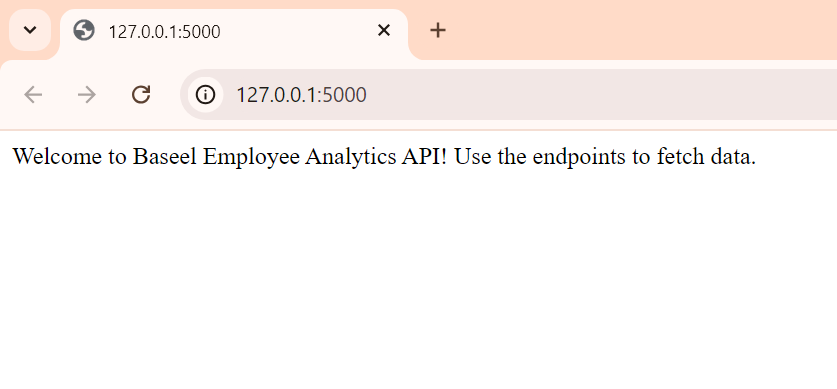 127.0.0.1:5000
127.0.0.1:5000
Welcome to Baseel Employee Analytics API! Use the endpoints to fetch data.